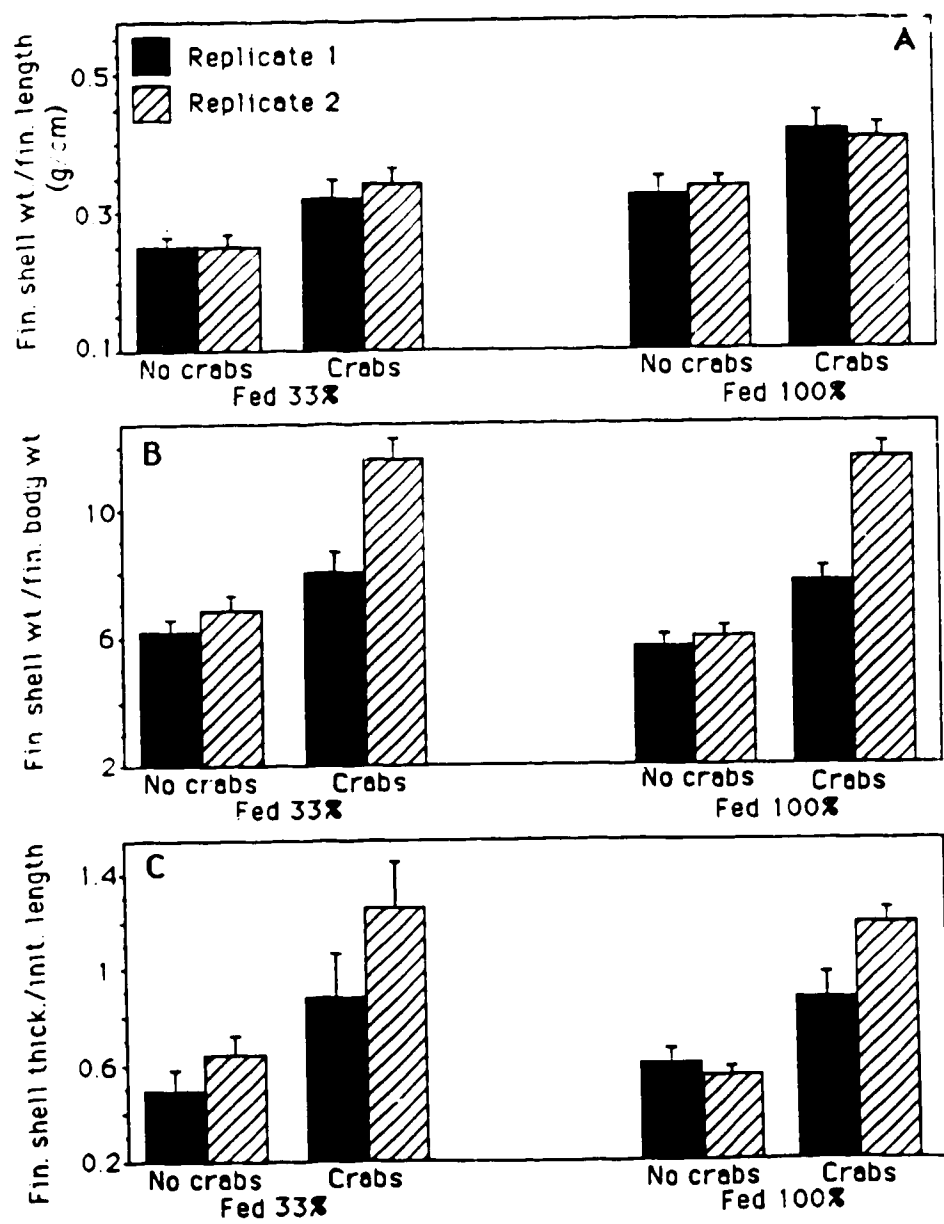 A
Replicate 1
Replicate 2
Fin. shell wt./fin. length
(g/cm)
0.5
0.3
0.1
No crabs Crabs No crabs Crabs
Fed 33% Fed 100%
B
Fin shell wt /fin. body wt
10
6
2
No crabs Crabs No crabs Crabs
Fed 33% Fed 100%
C
Fin. shell thick./init. length
1.4
1
0.6
0.2
No crabs Crabs No crabs Crabs
Fed 33% Fed 100%